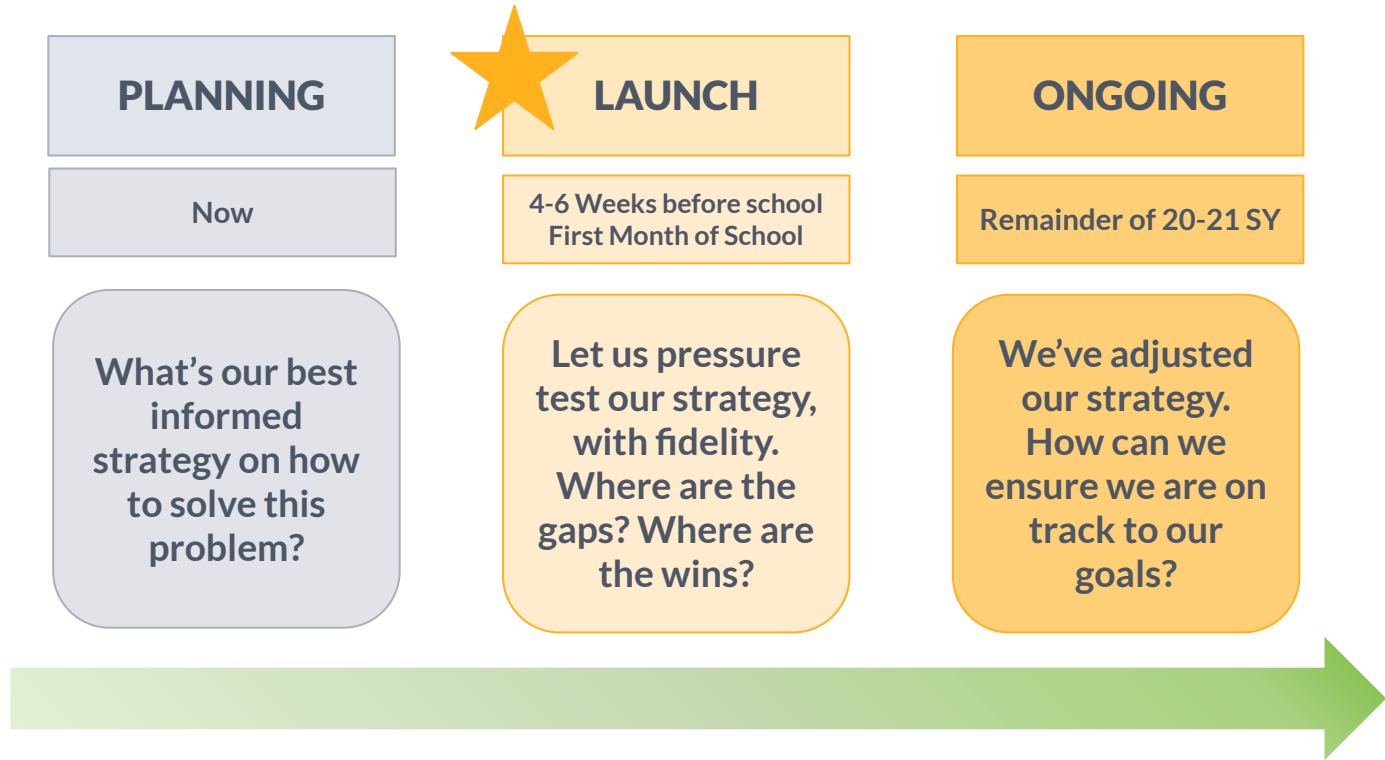 PLANNING
Now
What’s our best
informed
strategy on how
to solve this
problem?
LAUNCH
4-6 Weeks before school
First Month of School
Let us pressure
test our strategy,
with fidelity.
Where are the
gaps? Where are
the wins?
ONGOING
Remainder of 20-21 SY
We’ve adjusted
our strategy.
How can we
ensure we are on
track to our
goals?